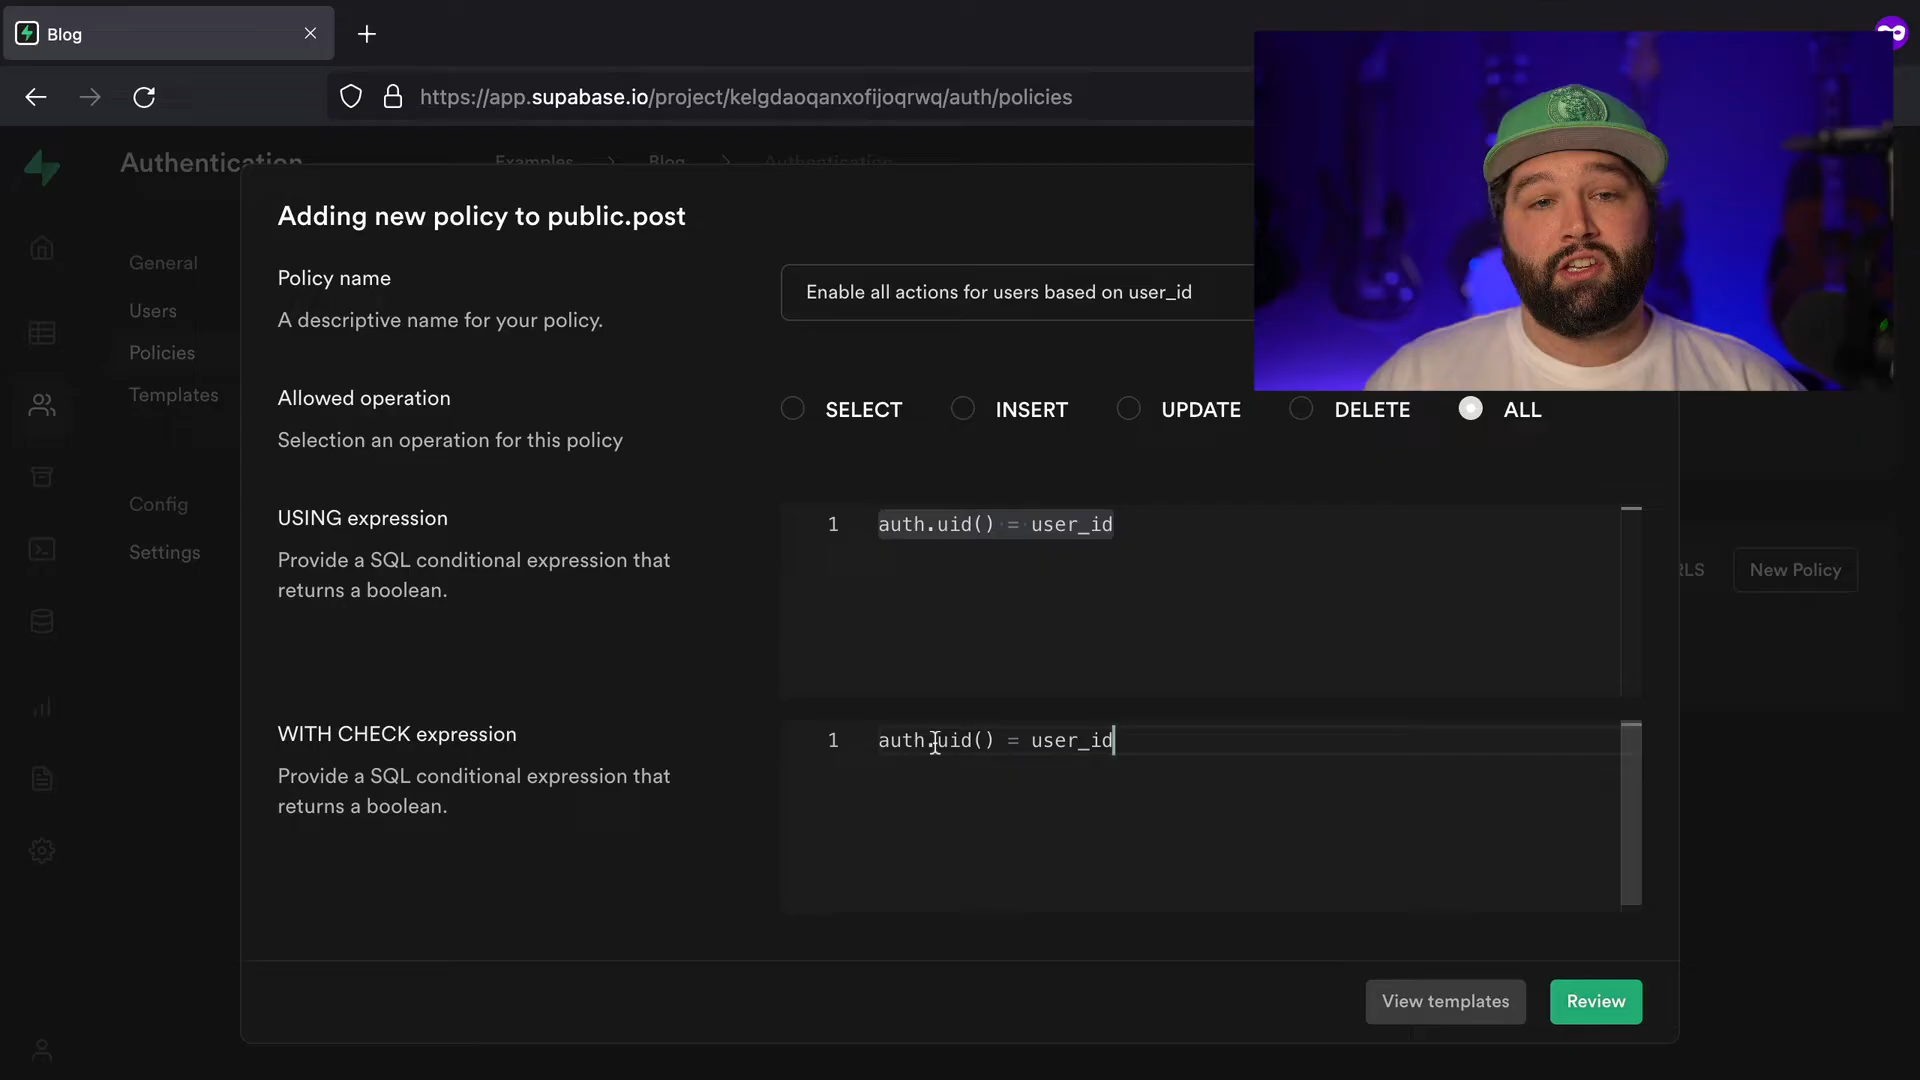 Blog
https://app.supabase.io/project/kelgdaoqanxofijoqrwq/auth/policies
Authentication
Examples
Blog
Authentication
General
Users
Policies
Templates
Config
Settings
Adding new policy to public.post
Policy name
A descriptive name for your policy.
Enable all actions for users based on user_id
Allowed operation
Selection an operation for this policy
SELECT
INSERT
UPDATE
DELETE
ALL
USING expression
Provide a SQL conditional expression that
returns a boolean.
1 auth.uid() = user_id
RLS
New Policy
WITH CHECK expression
Provide a SQL conditional expression that
returns a boolean.
1 auth.uid() = user_id
View templates
Review